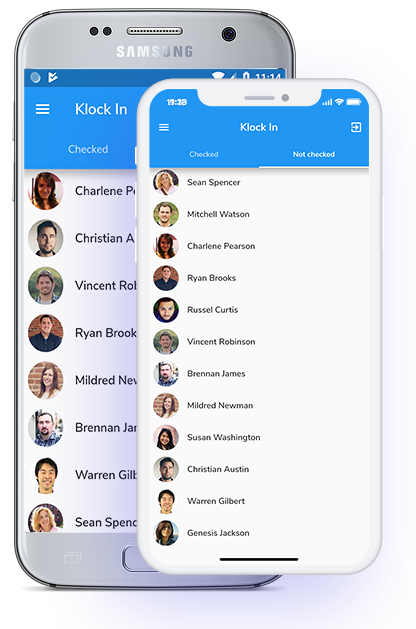 SAMSUNG
11:14
Klock In
Checked
Charlene Pe
Christian A
Vincent Rob
Ryan Brook
Mildred New
Brennan Jar
Warren Gilb
Sean Spenc
Klock In
Checked
Not checked
Sean Spencer
Mitchell Watson
Charlene Pearson
Ryan Brooks
Russel Curtis
Vincent Robinson
Brennan James
Mildred Newman
Susan Washington
Christian Austin
Warren Gilbert
Genesis Jackson